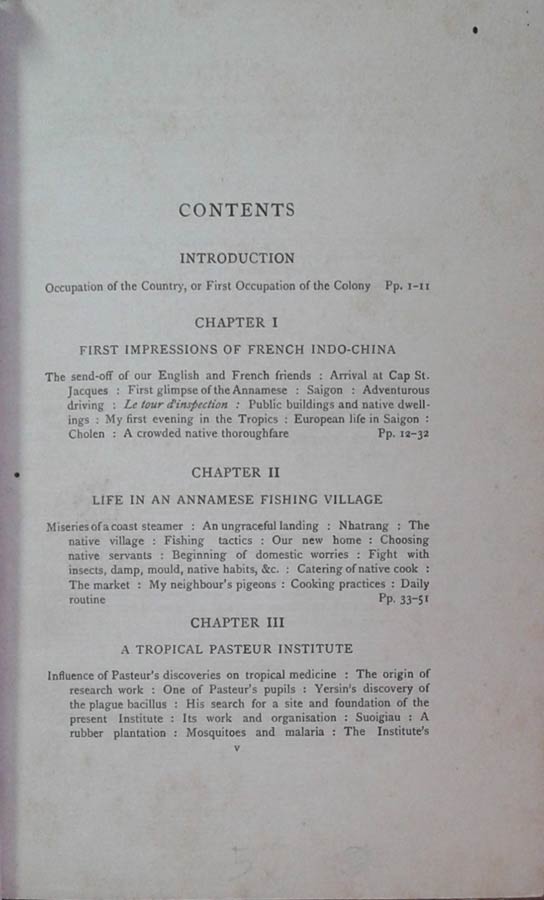 CONTENTS
INTRODUCTION
Occupation of the Country, or First Occupation of the Colony Pp. 1-11
CHAPTER I
FIRST IMPRESSIONS OF FRENCH INDO-CHINA
The send-off of our English and French friends : Arrival at Cap St.
Jacques : First glimpse of the Annamese : Saigon : Adventurous
driving : Le tour d'inspection : Public buildings and native dwell-
ings : My first evening in the Tropics : European life in Saigon :
Cholen : A crowded native thoroughfare Pp. 12-32
CHAPTER II
LIFE IN AN ANNAMESE FISHING VILLAGE
Miseries of a coast steamer : An ungraceful landing : Nhatrang : The
native village : Fishing tactics : Our new home : Choosing
native servants : Beginning of domestic worries : Fight with
insects, damp, mould, native habits, &c. : Catering of native cook :
The market : My neighbour's pigeons : Cooking practices : Daily
routine Pp. 33-51
CHAPTER III
A TROPICAL PASTEUR INSTITUTE
Influence of Pasteur's discoveries on tropical medicine : The origin of
research work : One of Pasteur's pupils : Yersin's discovery of
the plague bacillus : His search for a site and foundation of the
present Institute : Its work and organisation : Suoigiau : A
rubber plantation : Mosquitoes and malaria : The Institute's
v